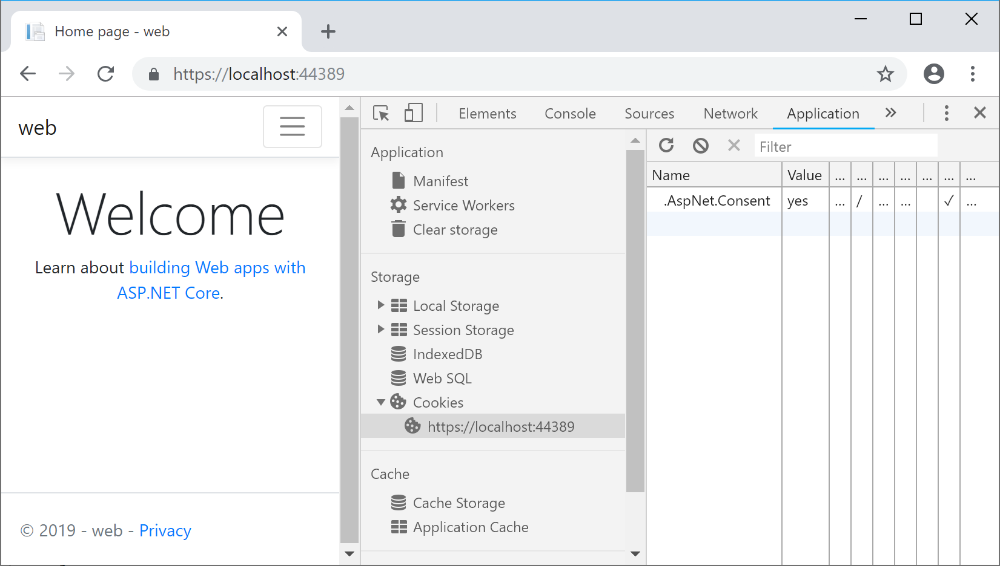 Home page - web
https://localhost:44389
web
Welcome
Learn about building Web apps with
ASP.NET Core.
© 2019 - web - Privacy
Elements Console Sources Network Application
Application
Manifest
Service Workers
Clear storage
Storage
Local Storage
Session Storage
IndexedDB
Web SQL
Cookies
https://localhost:44389
Cache
Cache Storage
Application Cache
Filter
Name Value ... ... ... ... ... ... ...
.AspNet.Consent yes ... / ... ... ✓ ...